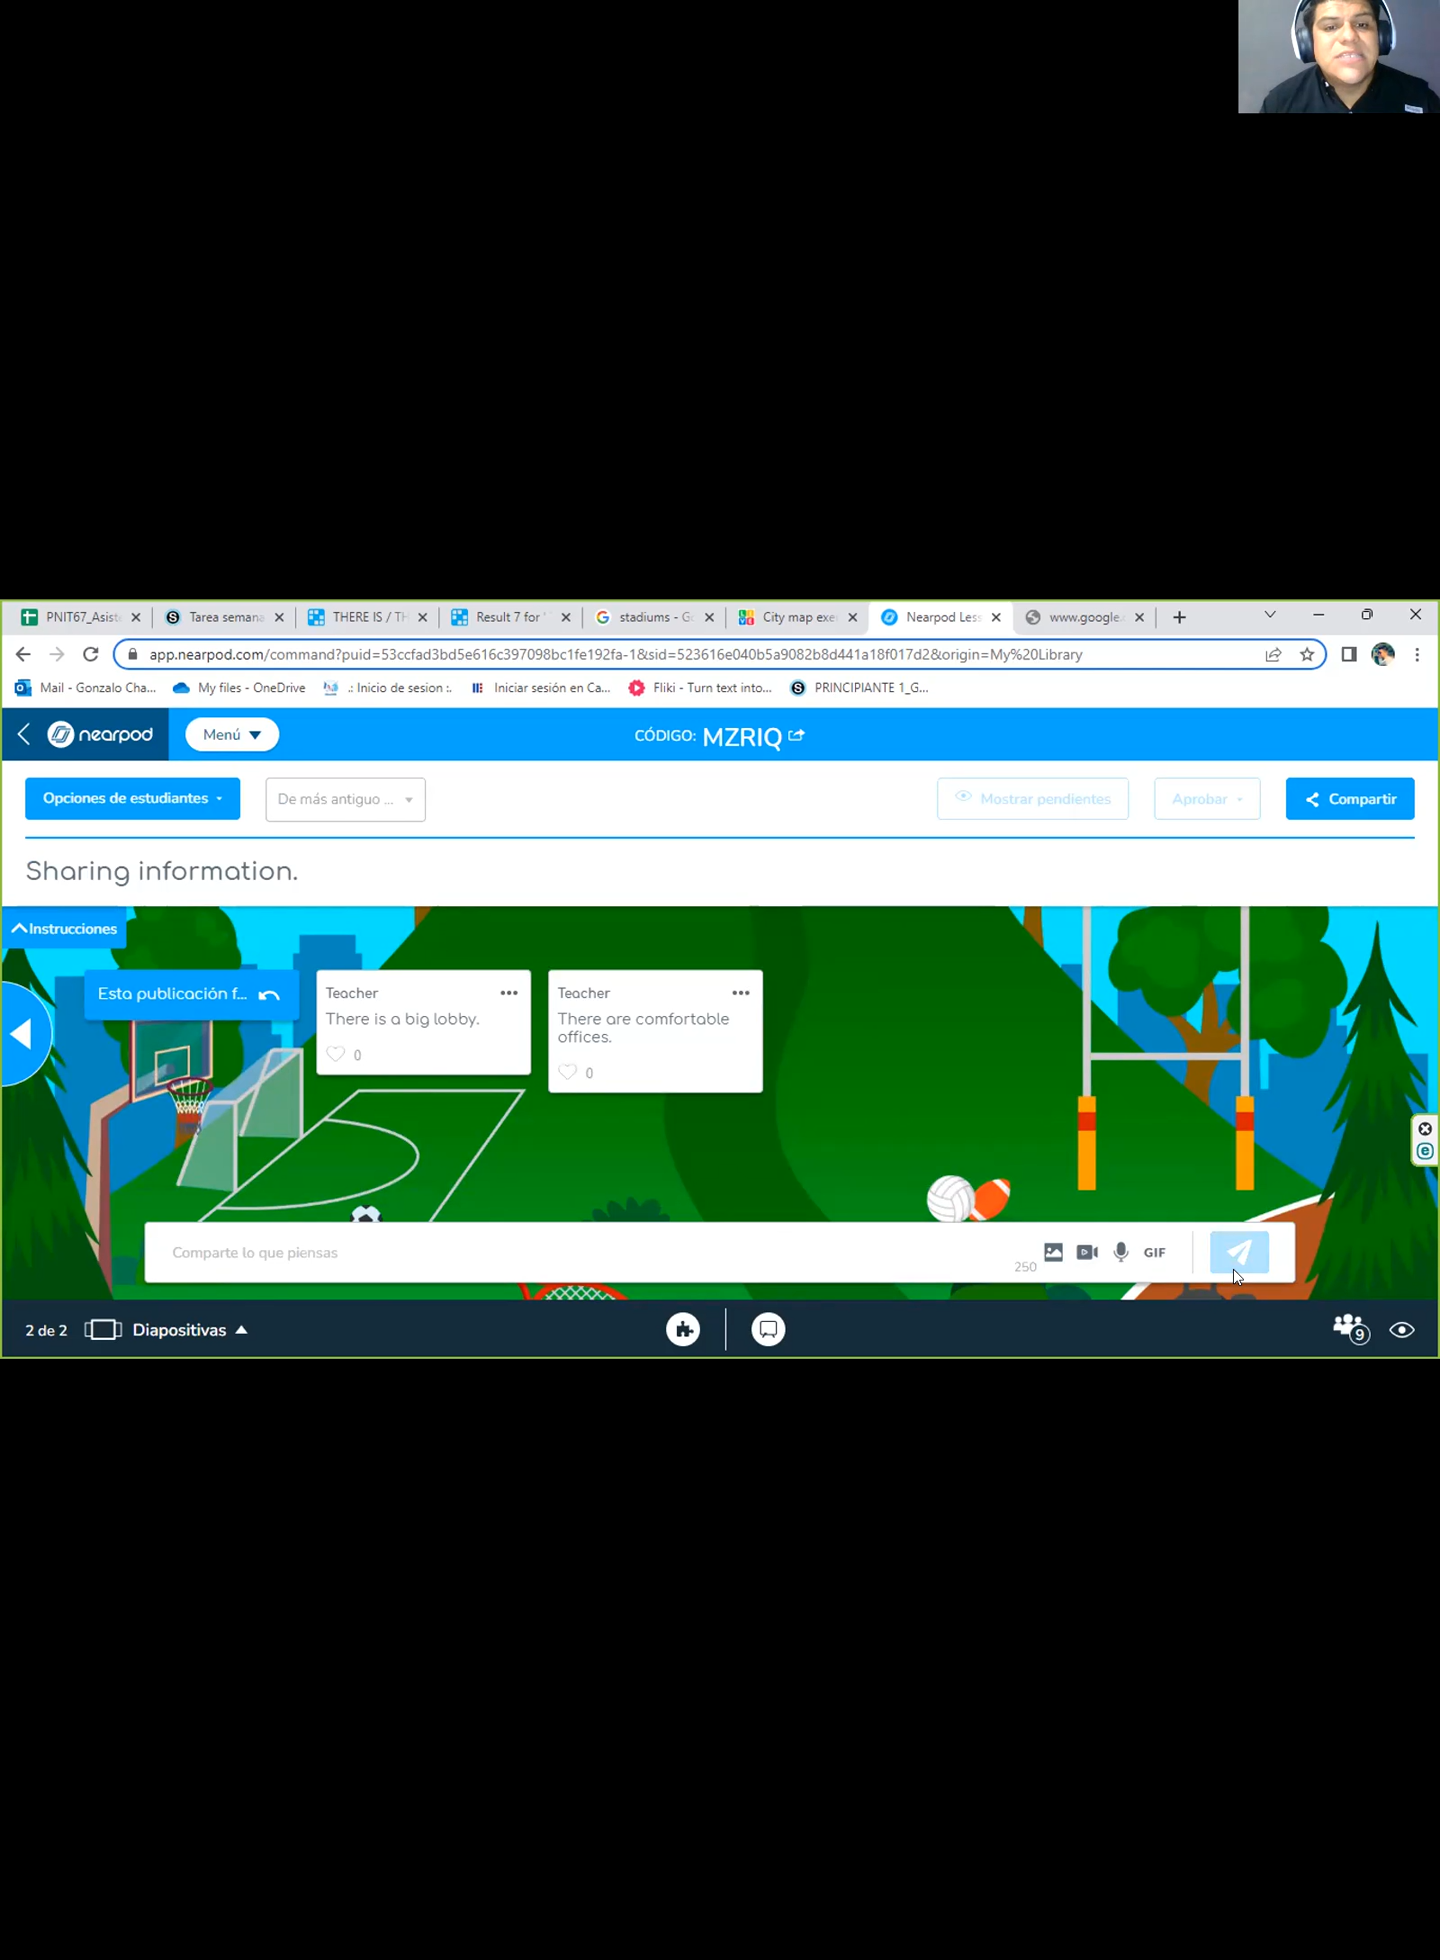 PNIT67_Asist
Tarea semana
THERE IS / TH
Result 7 for "
stadiums - Go
City map exe
Nearpod Les
www.google.
app.nearpod.com/command?puid=53ccfad3bd5e616c397098bc1fe192fa-1&sid=523616e040b5a9082b8d441a18f017d2&origin=My%20Library
Mail - Gonzalo Cha...
My files - OneDrive
.: Inicio de sesion :.
Iniciar sesión en Ca...
Fliki - Turn text into...
PRINCIPIANTE 1_G...
nearpod
Menú
CÓDIGO: MZRIQ
Opciones de estudiantes
De más antiguo ...
Mostrar pendientes
Aprobar
Compartir
Sharing information.
Instrucciones
Esta publicación f...
Teacher
There is a big lobby.
0
Teacher
There are comfortable
offices.
0
Comparte lo que piensas
250
GIF
2 de 2
Diapositivas
9